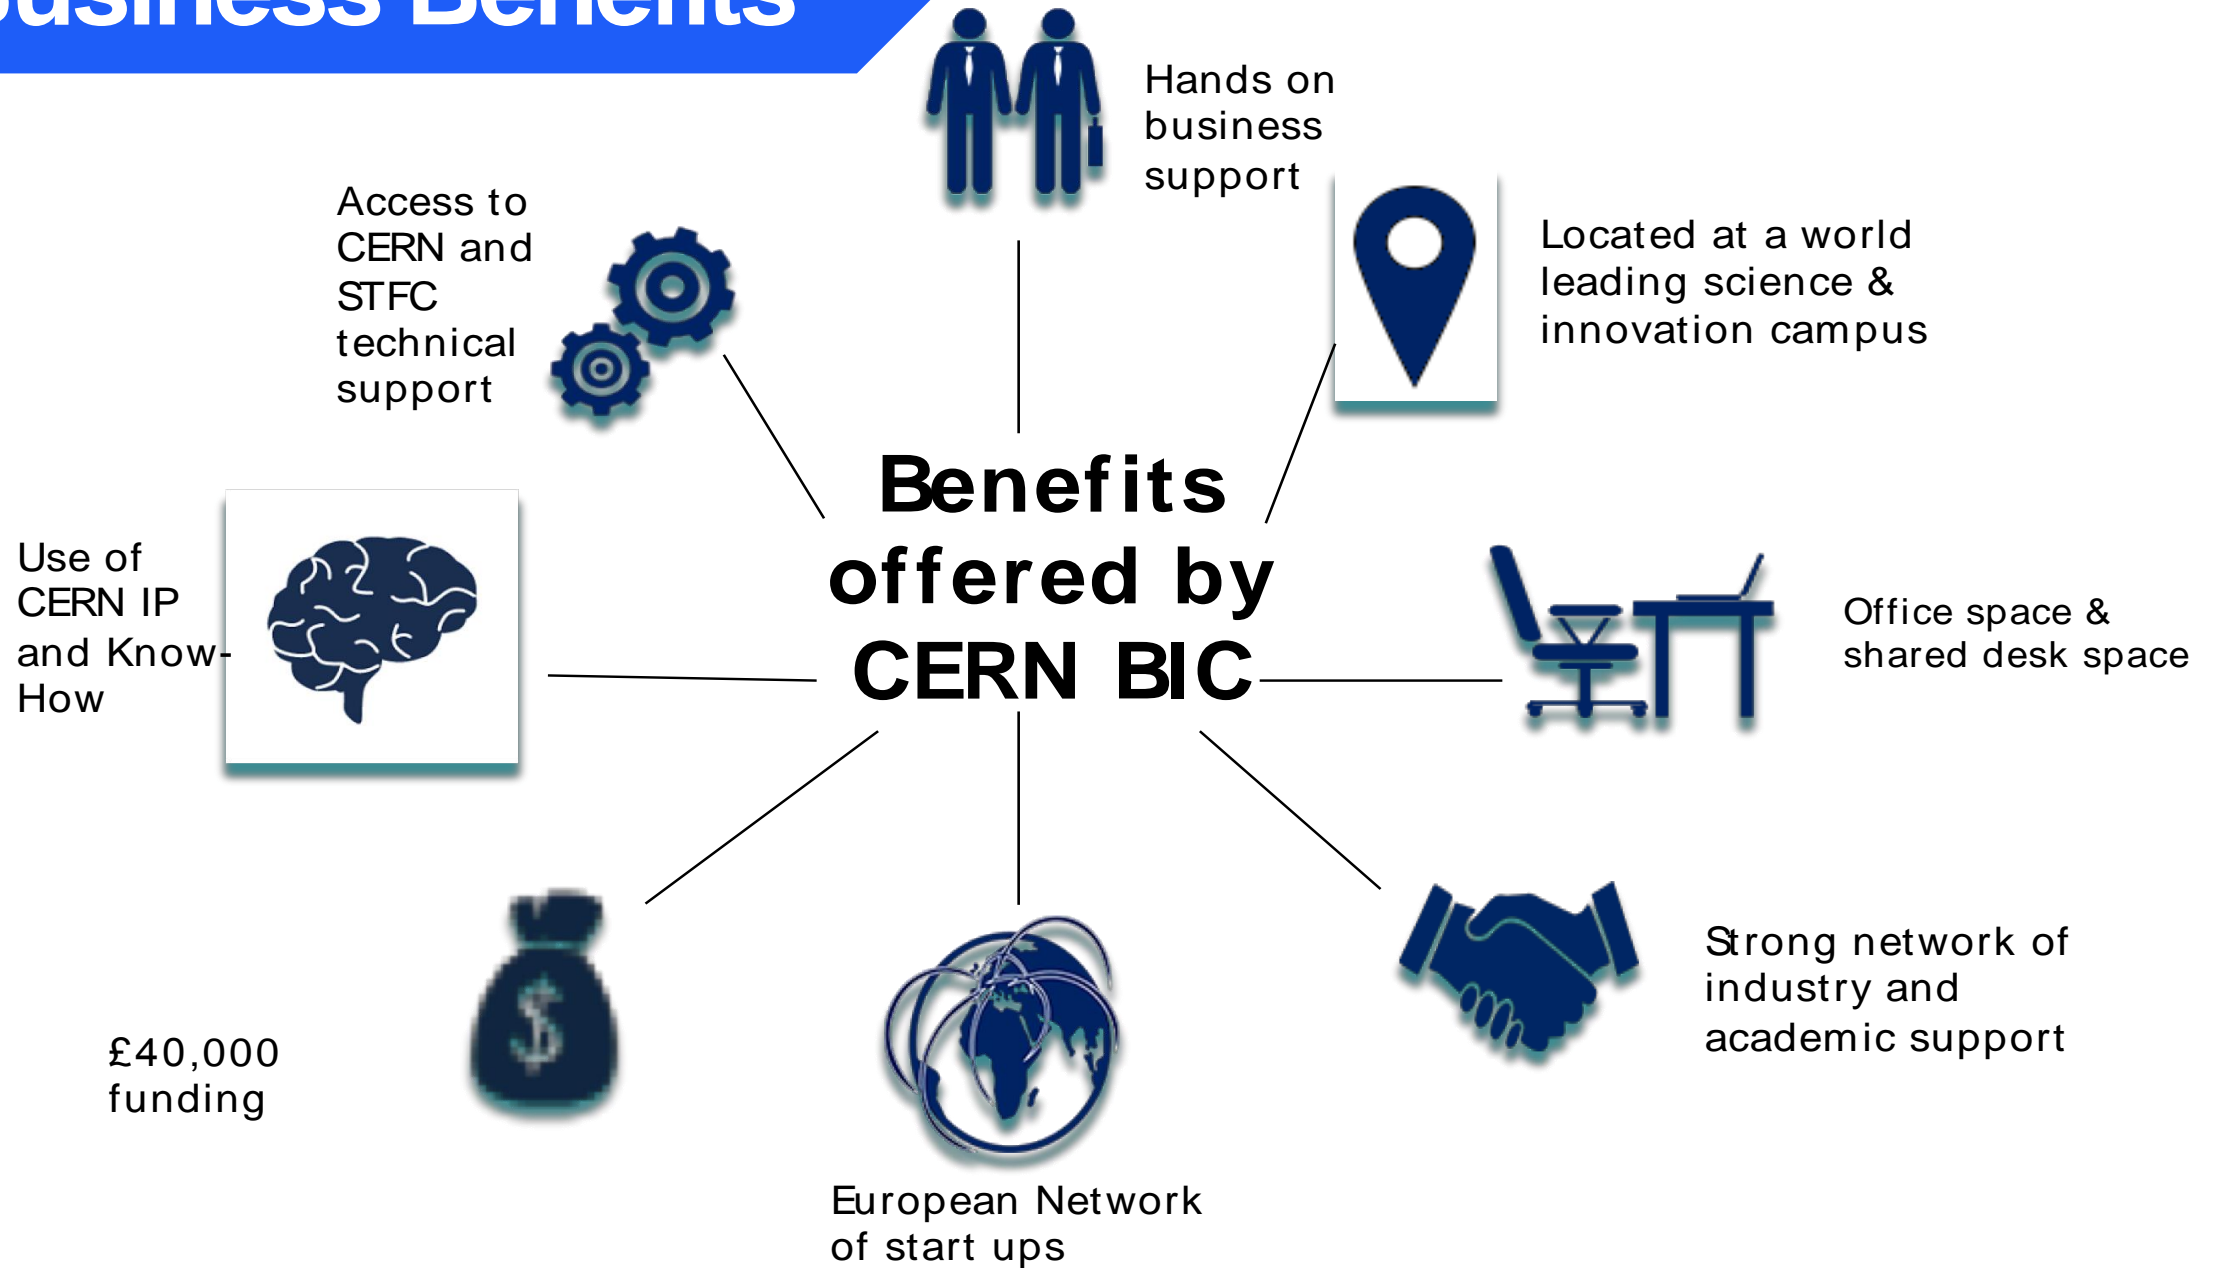 Business Benefits
Hands on
business
support
Access to
CERN and
STFC
technical
support
Located at a world
leading science &
innovation campus
Benefits
offered by
CERN BIC
Use of
CERN IP
and Know-
How
Office space &
shared desk space
£40,000
funding
$
Strong network of
industry and
academic support
European Network
of start ups